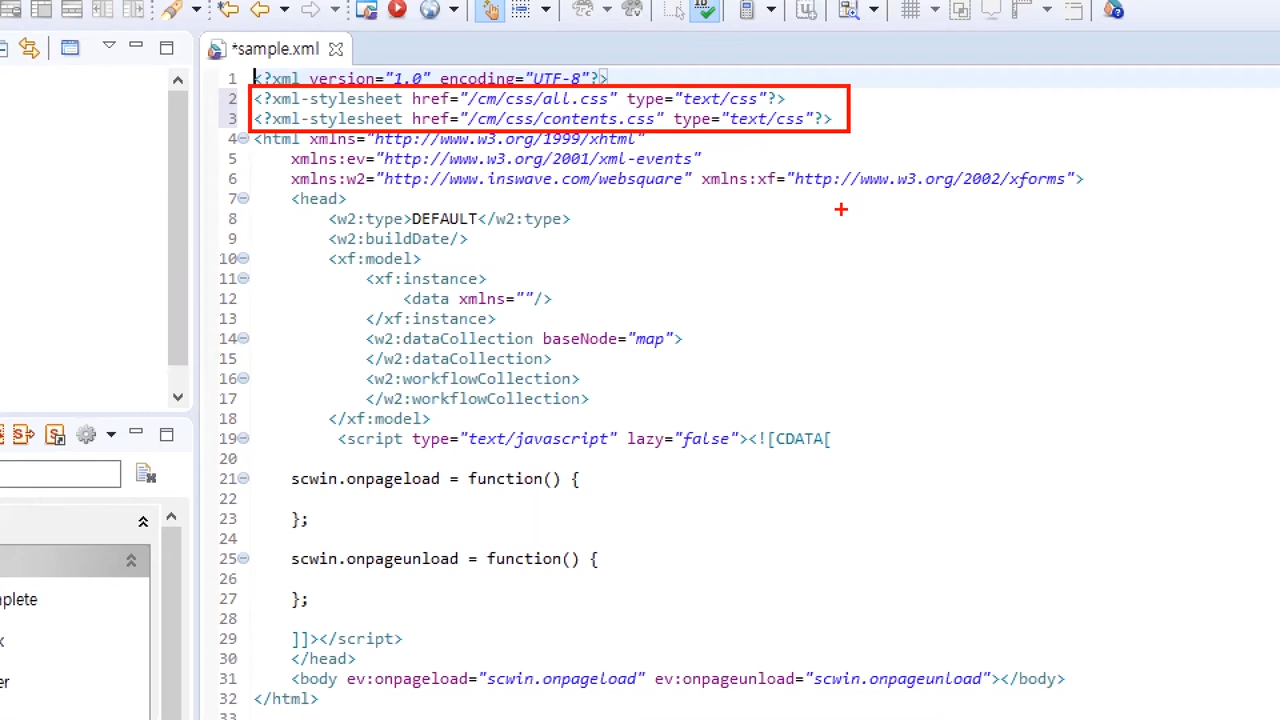 *sample.xml
1 <?xml version="1.0" encoding="UTF-8"?>
2 <?xml-stylesheet href="/cm/css/all.css" type="text/css"?>
3 <?xml-stylesheet href="/cm/css/contents.css" type="text/css"?>
4 <html xmlns="http://www.w3.org/1999/xhtml"
5 xmlns:ev="http://www.w3.org/2001/xml-events"
6 xmlns:w2="http://www.inswave.com/websquare" xmlns:xf="http://www.w3.org/2002/xforms">
7 <head>
8 <w2:type>DEFAULT</w2:type>
9 <w2:buildDate/>
10 <xf:model>
11 <xf:instance>
12 <data xmlns=""/>
13 </xf:instance>
14 <w2:dataCollection baseNode="map">
15 </w2:dataCollection>
16 <w2:workflowCollection>
17 </w2:workflowCollection>
18 </xf:model>
19 <script type="text/javascript" lazy="false"><![CDATA[
20
21 scwin.onpageload = function() {
22
23 };
24
25 scwin.onpageunload = function() {
26
27 };
28
29 ]]></script>
30 </head>
31 <body ev:onpageload="scwin.onpageload" ev:onpageunload="scwin.onpageunload"></body>
32 </html>
33